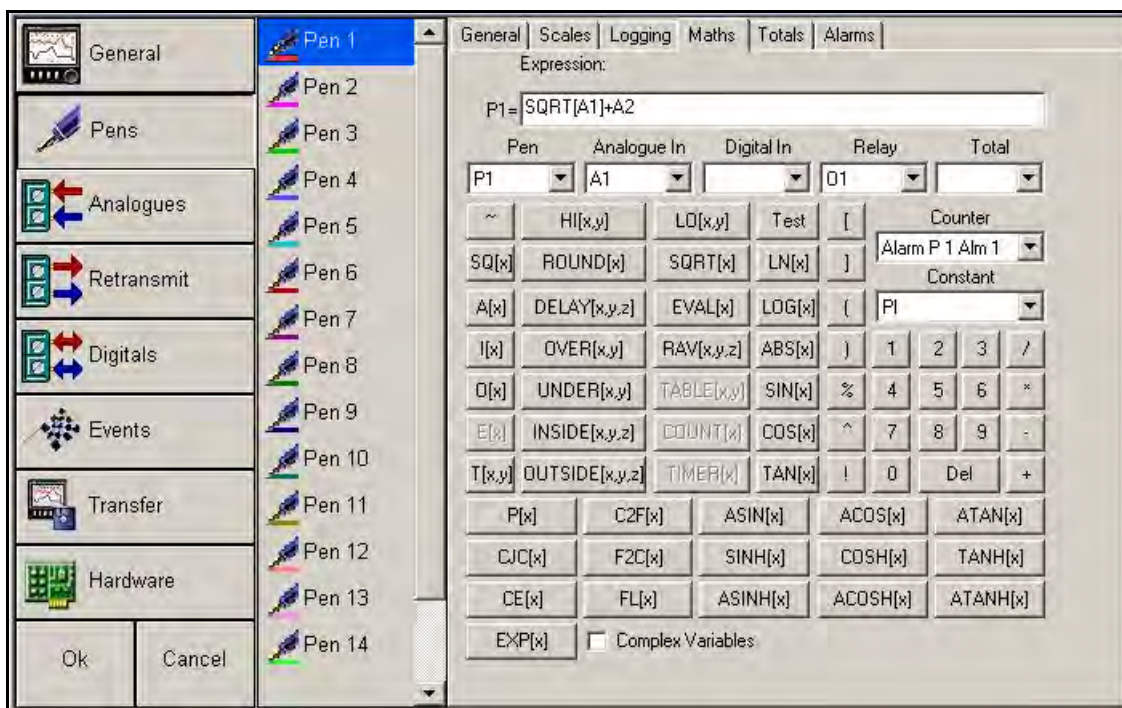 General
Pens
Analogues
Retransmit
Digitals
Events
Transfer
Hardware
Ok Cancel
Pen 1
Pen 2
Pen 3
Pen 4
Pen 5
Pen 6
Pen 7
Pen 8
Pen 9
Pen 10
Pen 11
Pen 12
Pen 13
Pen 14
General Scales Logging Maths Totals Alarms
Expression:
P1= SQRT[A1]+A2
Pen Analogue In Digital In Relay Total
P1 A1 O1
~ HI[x,y] LO[x,y] Test [ Counter
Alarm P 1 Alm 1
SQ[x] ROUND[x] SQRT[x] LN[x] ] Constant
A[x] DELAY[x,y,z] EVAL[x] LOG[x] ( PI
I[x] OVER[x,y] RAV[x,y,z] ABS[x] ) 1 2 3 /
O[x] UNDER[x,y] TABLE[x,y] SIN[x] % 4 5 6 *
E[x] INSIDE[x,y,z] COUNT[x] COS[x] ^ 7 8 9 -
T[x,y] OUTSIDE[x,y,z] TIMER[x] TAN[x] ! 0 Del +
P[x] C2F[x] ASIN[x] ACOS[x] ATAN[x]
CJC[x] F2C[x] SINH[x] COSH[x] TANH[x]
CE[x] FL[x] ASINH[x] ACOSH[x] ATANH[x]
EXP[x] Complex Variables